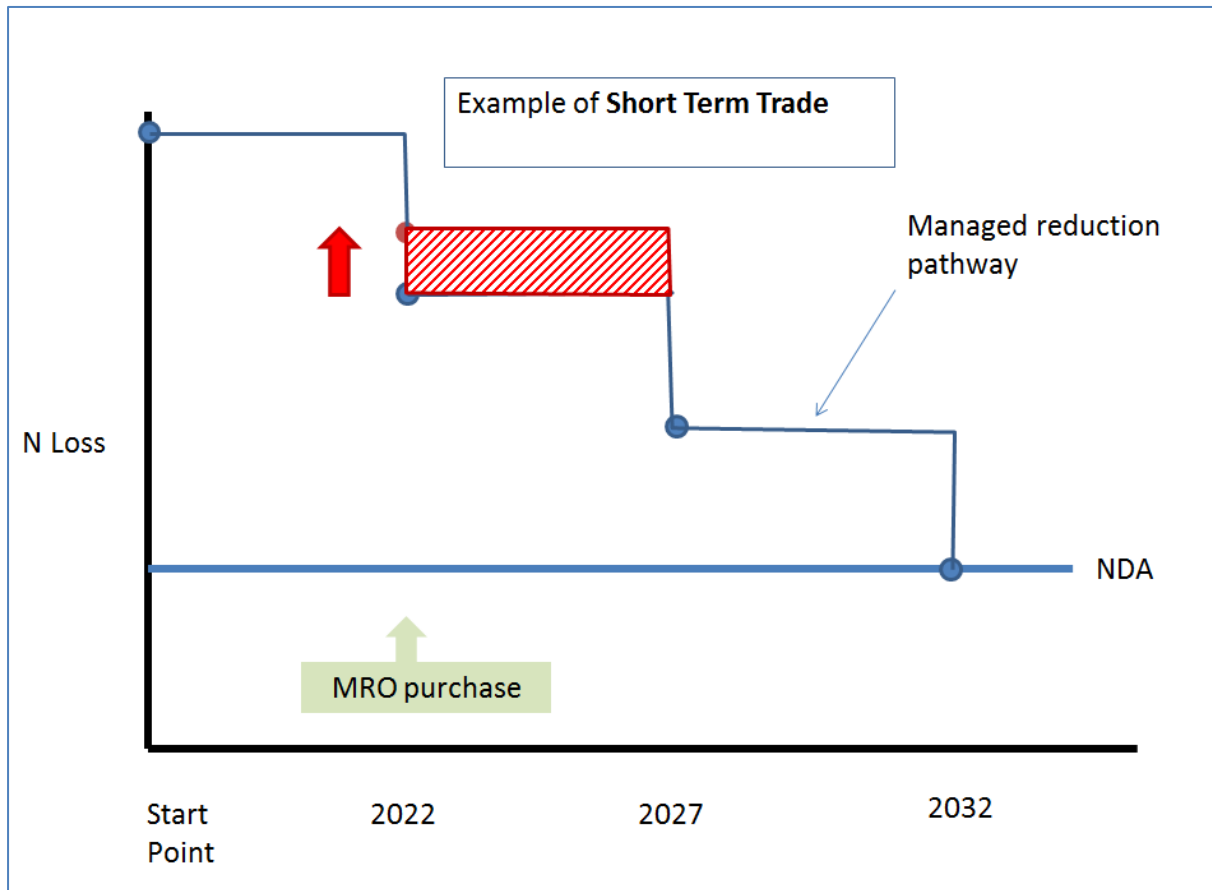 Example of Short Term Trade
Managed reduction
pathway
N Loss
NDA
MRO purchase
Start
Point
2022
2027
2032